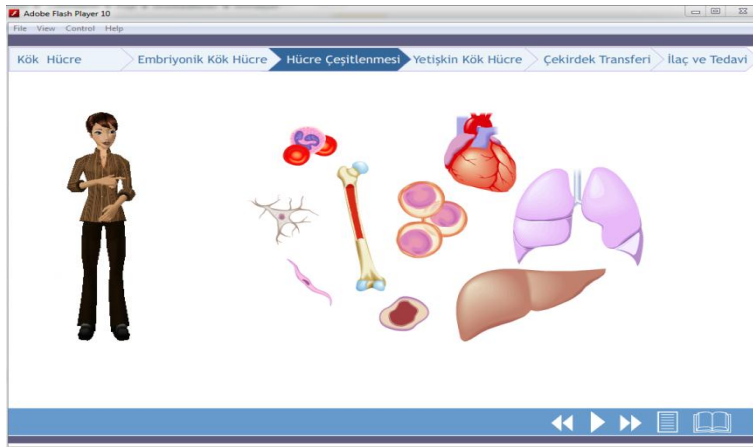 Adobe Flash Player 10
File View Control Help
Kök Hücre
Embriyonik Kök Hücre
Hücre Çeşitlenmesi
Yetişkin Kök Hücre
Çekirdek Transferi
İlaç ve Tedavi